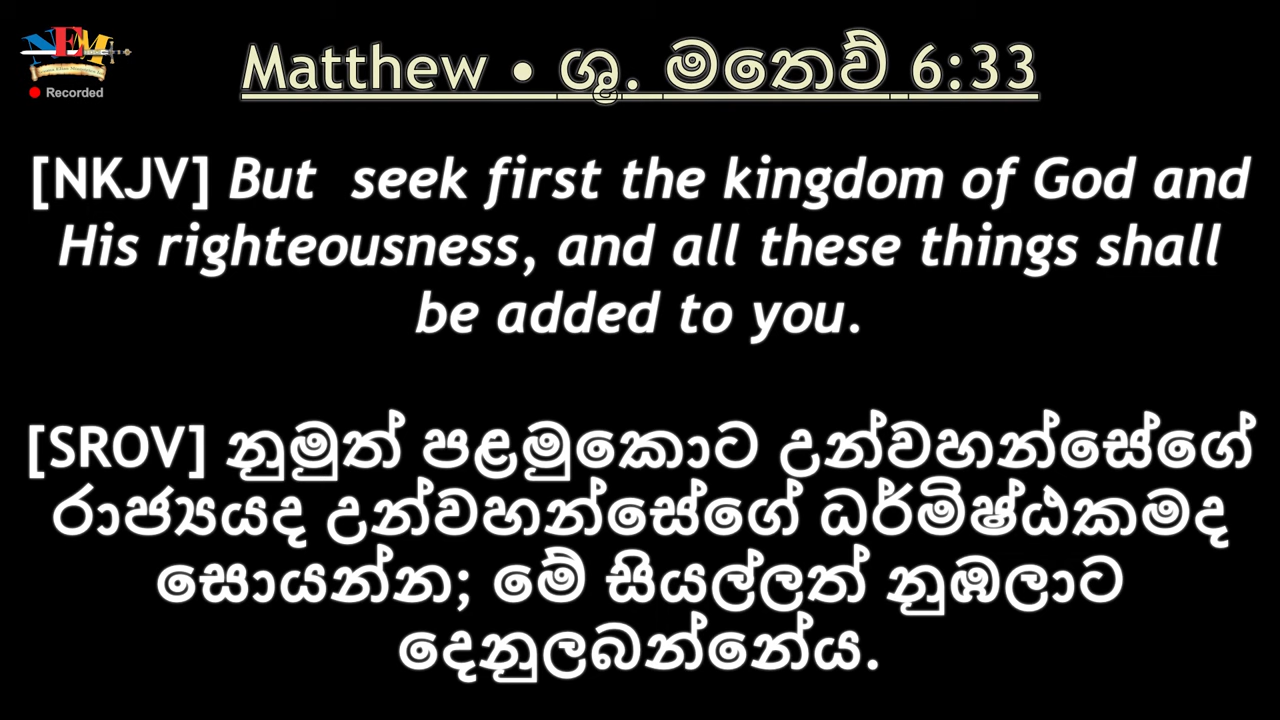 NEM
Recorded
Matthew • ශු. මතෙව් 6:33
[NKJV] But seek first the kingdom of God and
His righteousness, and all these things shall
be added to you.
[SROV] නුමුත් පළමුකොට උන්වහන්සේගේ
රාජ්‍යයද උන්වහන්සේගේ ධර්මිෂ්ඨකමද
සොයන්න; මේ සියල්ලත් නුඹලාට
දෙනුලබන්නේය.